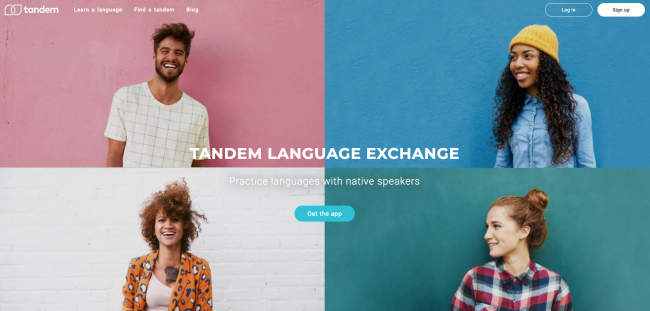 tandem
Learn a language
Find a tandem
Blog
Log in
Sign up
TANDEM LANGUAGE EXCHANGE
Practice languages with native speakers
Get the app